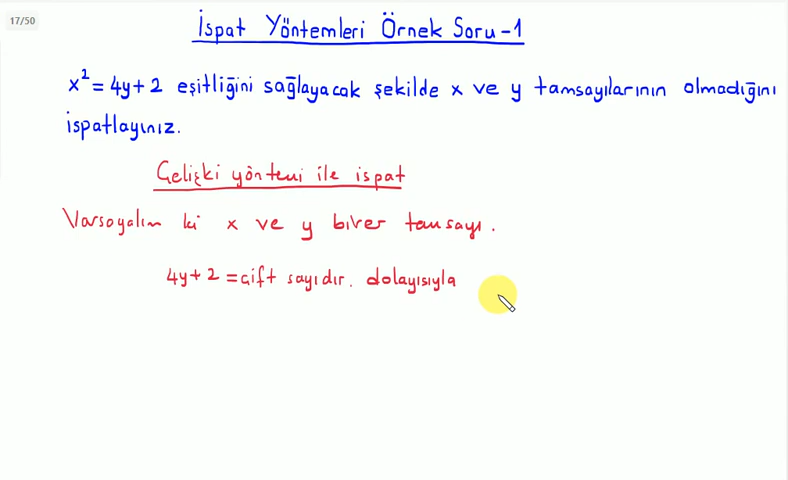 17/50
İspat Yöntemleri Örnek Soru-1
x² = 4y+2 eşitliğini sağlayacak şekilde x ve y tamsayılarının olmadığını
ispatlayınız.
Çelişki yöntemi ile ispat
Varsayalım ki x ve y birer tamsayı.
4y+2 = çift sayıdır. dolayısıyla